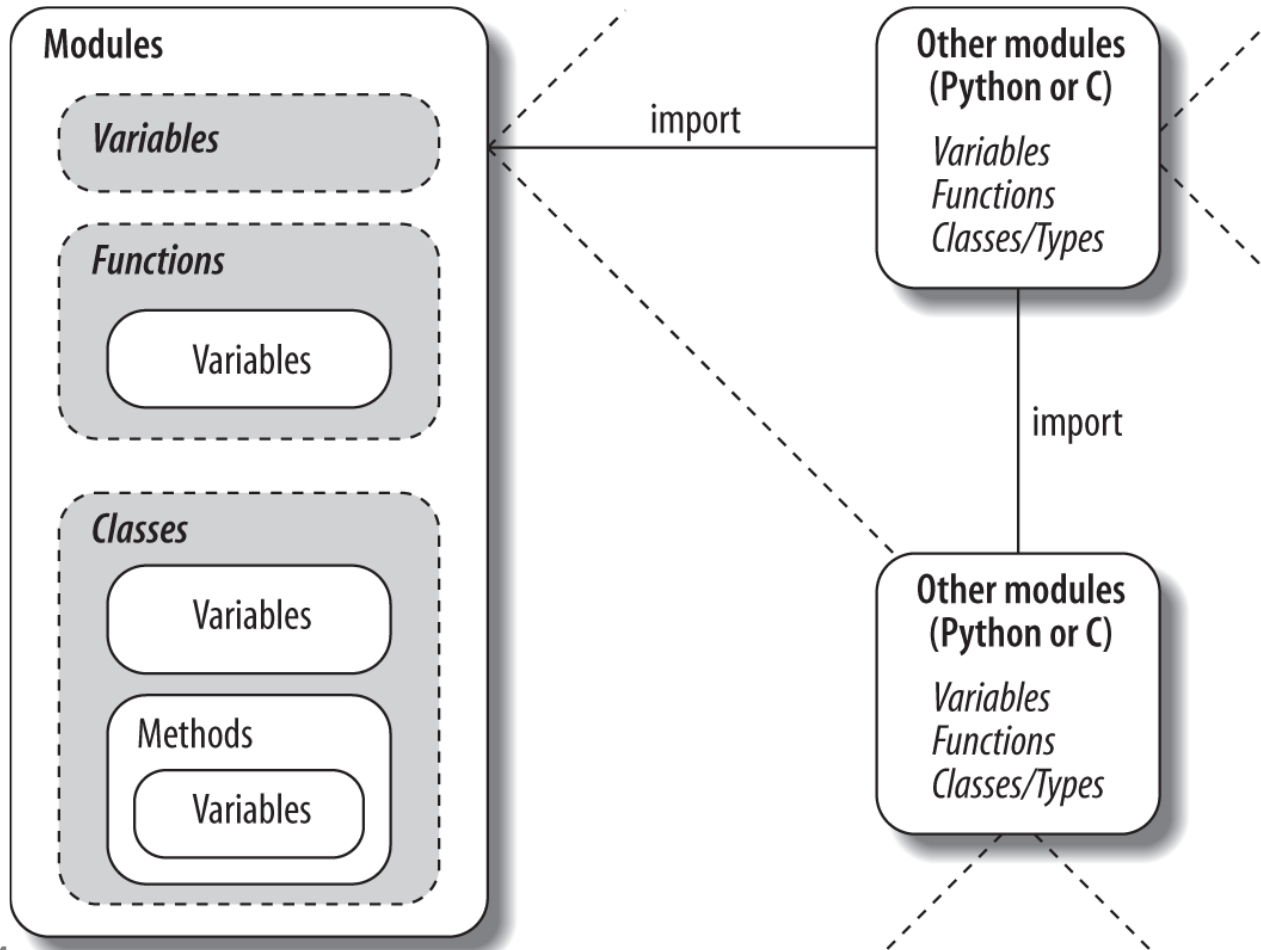 Modules
Variables
Functions
Variables
Classes
Variables
Methods
Variables
import
Other modules
(Python or C)
Variables
Functions
Classes/Types
import
Other modules
(Python or C)
Variables
Functions
Classes/Types